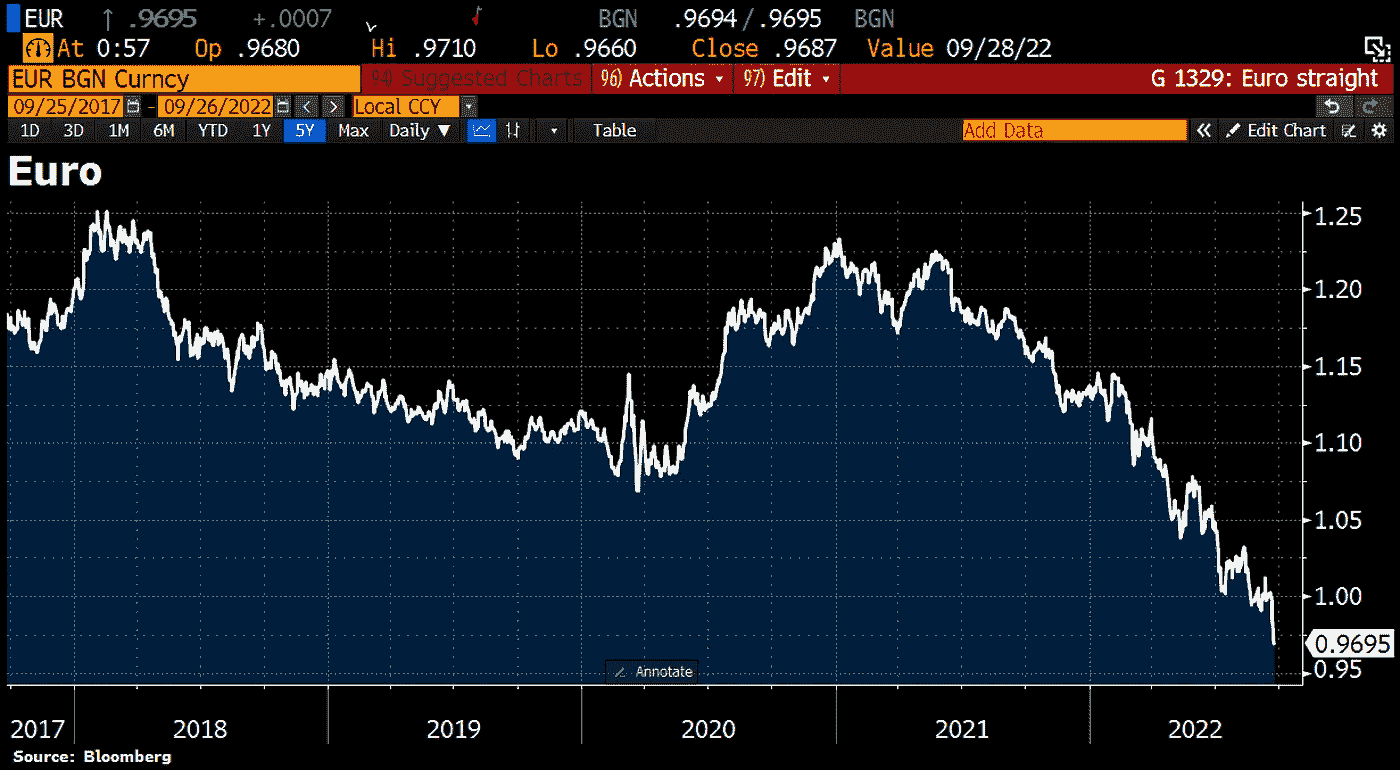 EUR ↑ .9695 +.0007 BGN .9694 / .9695 BGN
At 0:57 Op .9680 Hi .9710 Lo .9660 Close .9687 Value 09/28/22
EUR BGN Curncy 94) Suggested Charts 96) Actions 97) Edit G 1329: Euro straight
09/25/2017 - 09/26/2022 Local CCY
1D 3D 1M 6M YTD 1Y 5Y Max Daily ▼ Table Add Data « Edit Chart
Euro
1.25
1.20
1.15
1.10
1.05
1.00
0.9695
0.95
Annotate
2017 2018 2019 2020 2021 2022
Source: Bloomberg